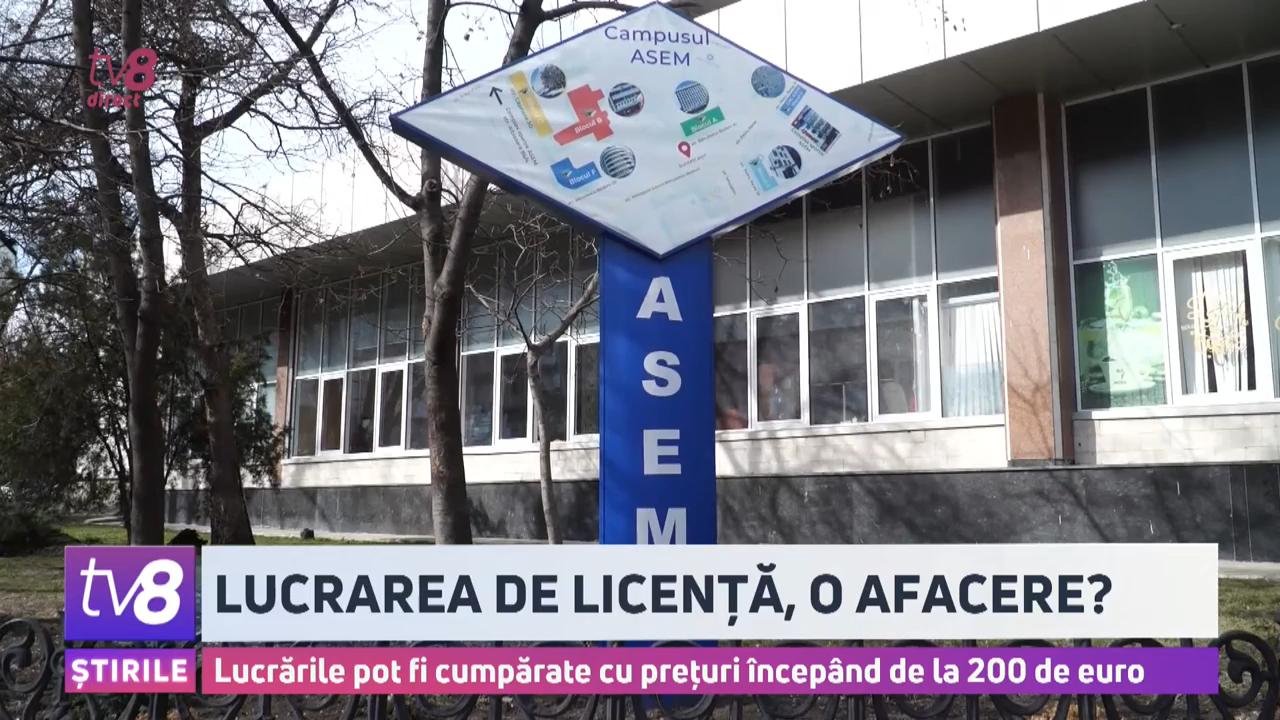 tv8
direct
Campusul
ASEM
Blocul B
Blocul A
Blocul F
A
S
E
M
tv8
LUCRAREA DE LICENȚĂ, O AFACERE?
ȘTIRILE
Lucrările pot fi cumpărate cu prețuri începând de la 200 de euro